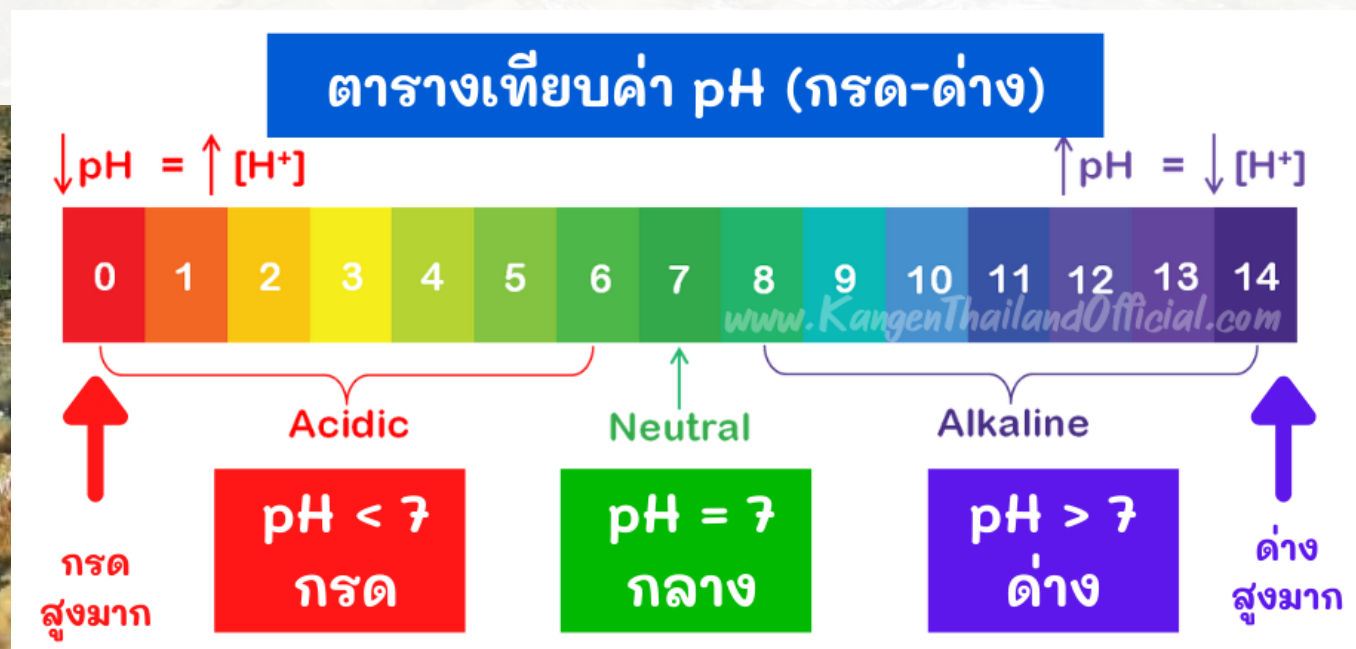 ตารางเทียบค่า pH (กรด-ด่าง)
↓pH = ↑ [H⁺]
↑pH = ↓ [H⁺]
0 1 2 3 4 5 6 7 8 9 10 11 12 13 14
www.KangenThailandOfficial.com
Acidic
Neutral
Alkaline
pH < 7
กรด
pH = 7
กลาง
pH > 7
ด่าง
กรด
สูงมาก
ด่าง
สูงมาก